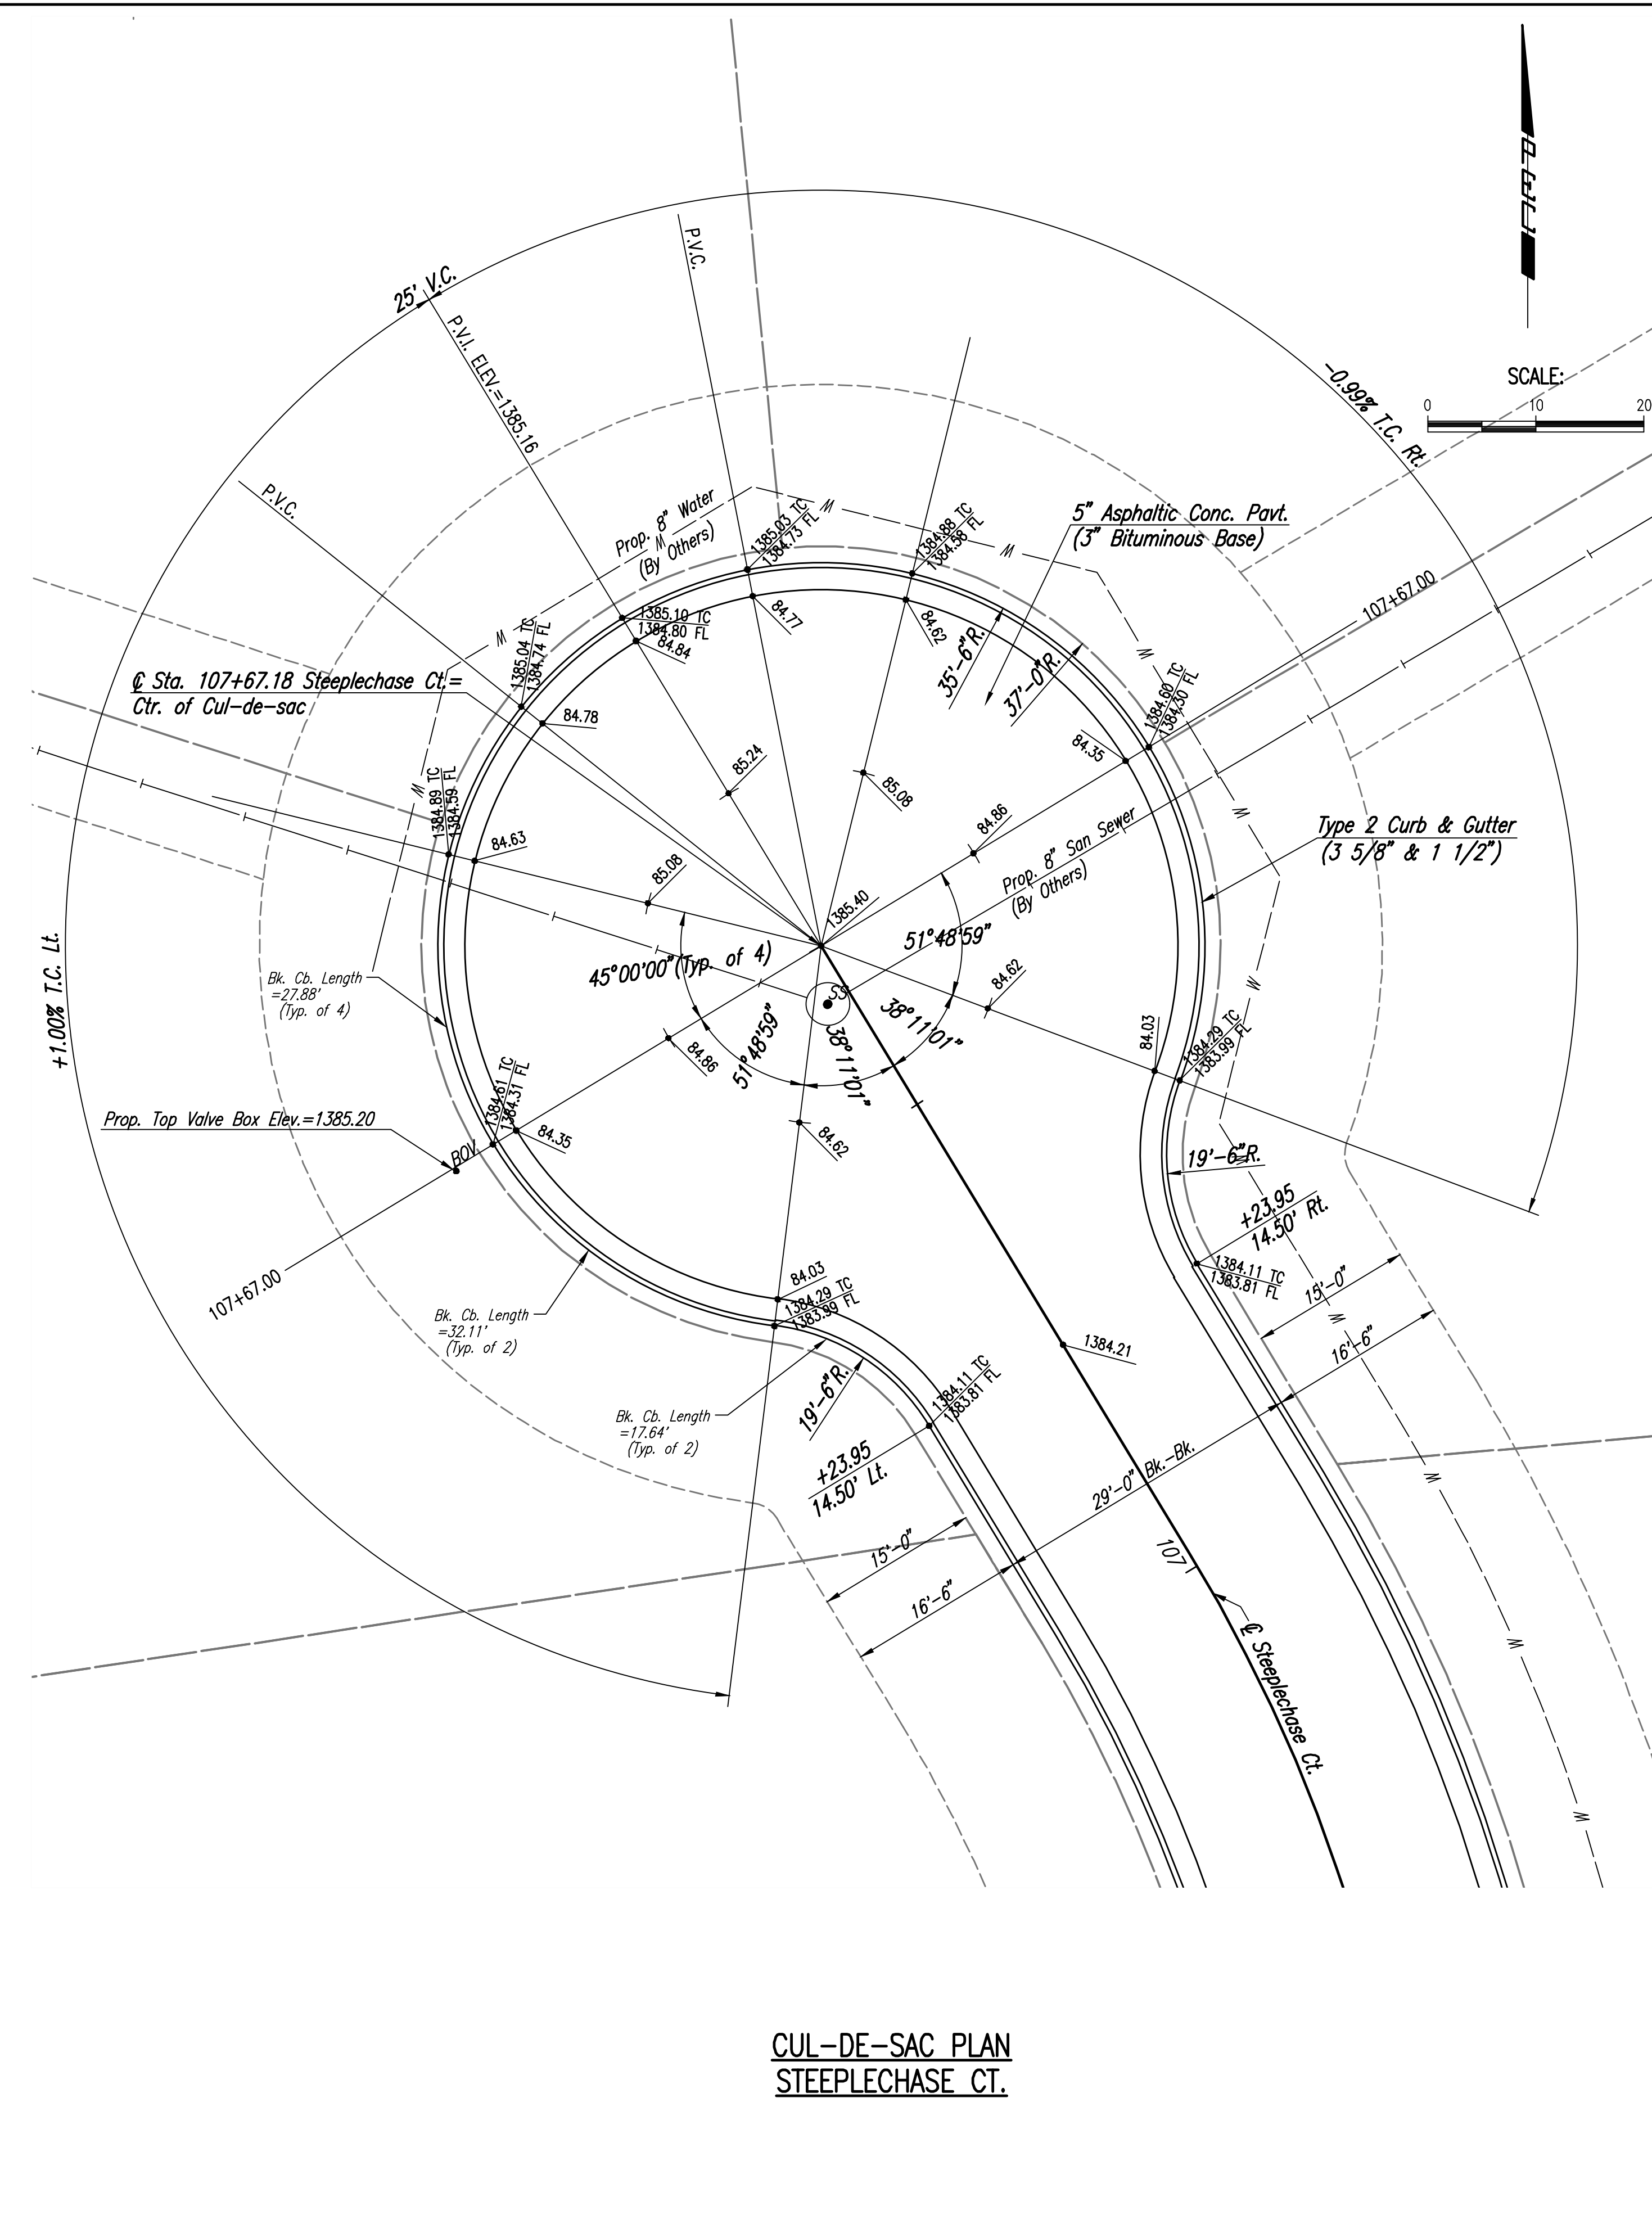 P.V.C.
25' V.C.
P.V.I. ELEV.=1385.16
-0.99% T.C. Rt.
SCALE:
0 10 20
P.V.C.
Prop. 8" Water
(By Others)
W
W
W
W
W
1385.03 TC
1384.73 FL
84.77
1384.88 TC
1384.58 FL
84.62
5" Asphaltic Conc. Pavt.
(3" Bituminous Base)
107+67.00
1385.10 TC
1384.80 FL
84.84
1385.04 TC
1384.74 FL
84.78
35'-6"R.
37'-0"R.
W
1384.60 TC
1384.30 FL
84.35
℄ Sta. 107+67.18 Steeplechase Ct.=
Ctr. of Cul-de-sac
W
1384.89 TC
1384.59 FL
84.63
85.24
85.08
84.86
85.08
W
Prop. 8" San Sewer
(By Others)
Type 2 Curb & Gutter
(3 5/8" & 1 1/2")
1385.40
51°48'59"
45°00'00"(Typ. of 4)
84.62
SS
W
+1.00% T.C. Lt.
Bk. Cb. Length
=27.88'
(Typ. of 4)
38°11'01"
51°48'59"
38°11'01"
84.86
84.03
1384.29 TC
1383.99 FL
W
1384.61 TC
1384.31 FL
84.35
84.62
Prop. Top Valve Box Elev.=1385.20
BOV
19'-6"R.
+23.95
14.50' Rt.
1384.11 TC
1383.81 FL
15'-0"
107+67.00
84.03
1384.29 TC
1383.99 FL
W
16'-6"
Bk. Cb. Length
=32.11'
(Typ. of 2)
1384.21
19'-6"R.
1384.11 TC
1383.81 FL
Bk. Cb. Length
=17.64'
(Typ. of 2)
+23.95
14.50' Lt.
29'-0" Bk.-Bk.
W
15'-0"
107
16'-6"
W
℄ Steeplechase Ct.
W
CUL-DE-SAC PLAN
STEEPLECHASE CT.